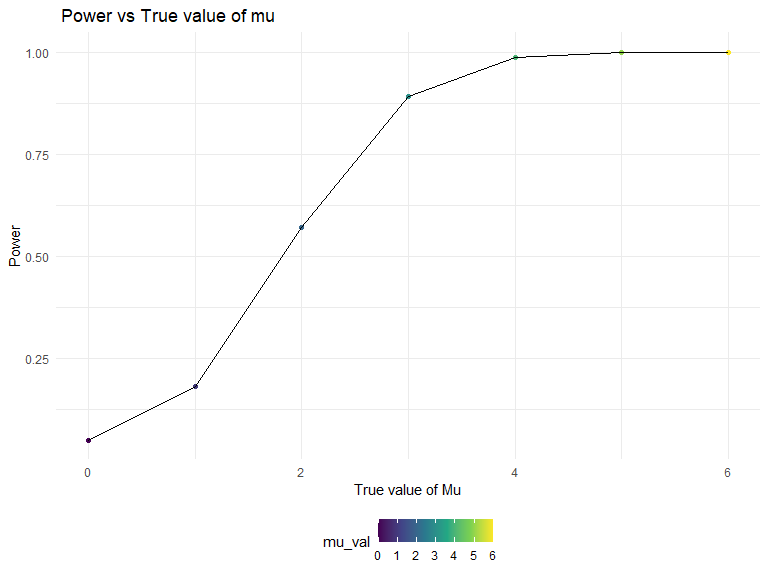 Power vs True value of mu
1.00
0.75
0.50
0.25
Power
0 2 4 6
True value of Mu
mu_val
0 1 2 3 4 5 6